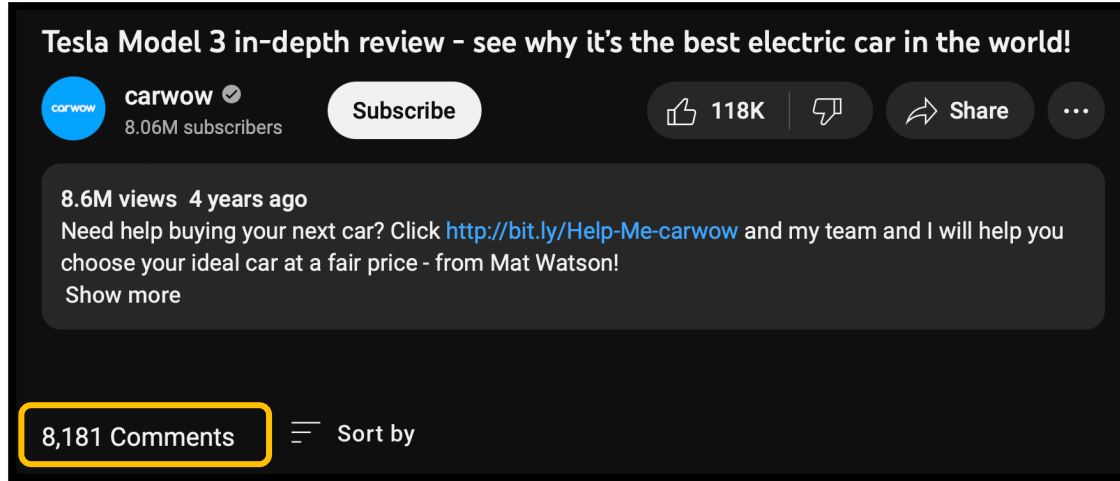 Tesla Model 3 in-depth review - see why it's the best electric car in the world!
carwow
carwow
8.06M subscribers
Subscribe
118K
Share
8.6M views 4 years ago
Need help buying your next car? Click http://bit.ly/Help-Me-carwow and my team and I will help you
choose your ideal car at a fair price - from Mat Watson!
Show more
8,181 Comments
Sort by